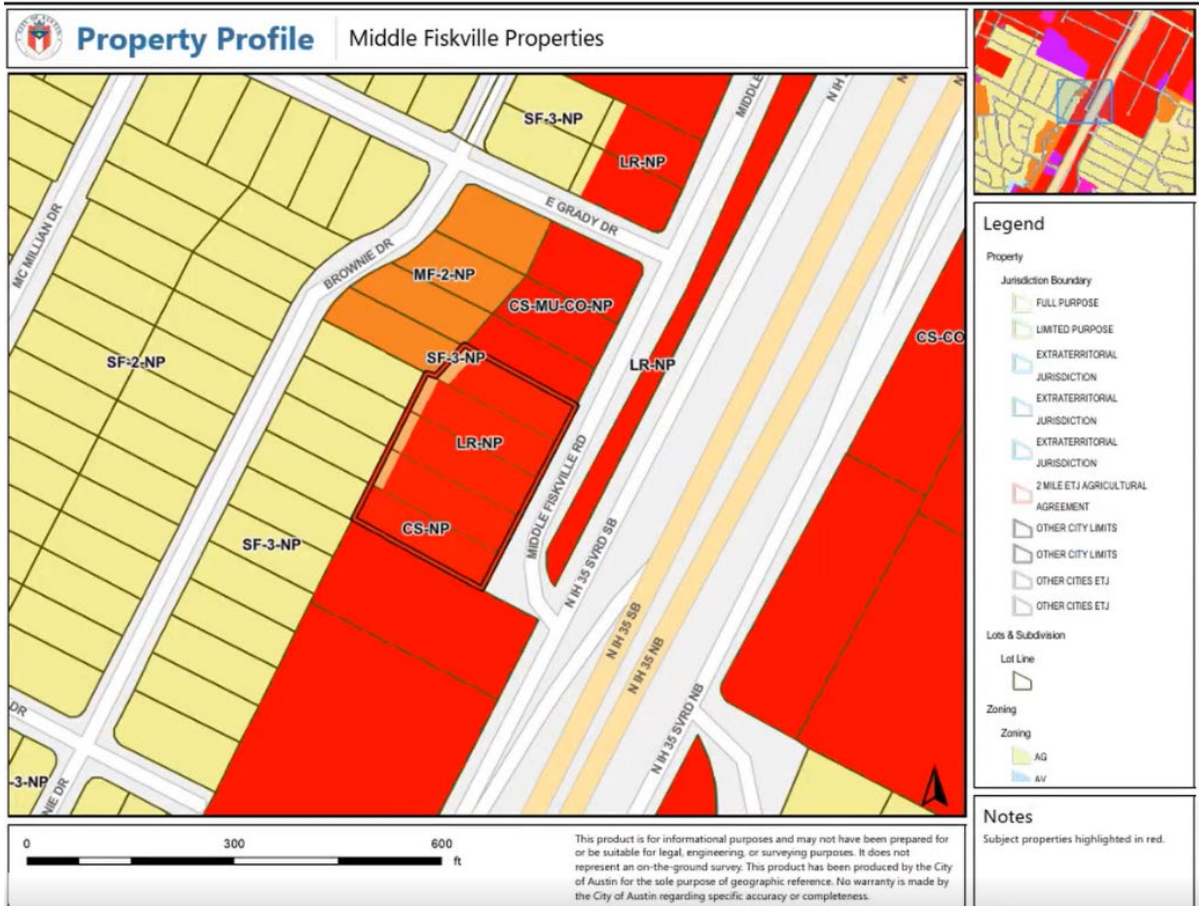 Property Profile
Middle Fiskville Properties
SF-3-NP
LR-NP
MIDDLE
N IH
N
N
E GRADY DR
MC MILLIAN DR
BROWNIE DR
MF-2-NP
CS-MU-CO-NP
CS-CO
SF-2-NP
SF-3-NP
LR-NP
LR-NP
MIDDLE FISKVILLE RD
CS-NP
SF-3-NP
N IH 35 SVRD SB
N IH 35 SB
N IH 35 NB
N IH 35 SVRD NB
DR
-3-NP
NIE DR
Legend
Property
Jurisdiction Boundary
FULL PURPOSE
LIMITED PURPOSE
EXTRATERRITORIAL
JURISDICTION
EXTRATERRITORIAL
JURISDICTION
EXTRATERRITORIAL
JURISDICTION
2 MILE ETJ AGRICULTURAL
AGREEMENT
OTHER CITY LIMITS
OTHER CITY LIMITS
OTHER CITIES ETJ
OTHER CITIES ETJ
Lots & Subdivision
Lot Line
Zoning
Zoning
AG
AV
Notes
Subject properties highlighted in red.
0 300 600
ft
This product is for informational purposes and may not have been prepared for
or be suitable for legal, engineering, or surveying purposes. It does not
represent an on-the-ground survey. This product has been produced by the City
of Austin for the sole purpose of geographic reference. No warranty is made by
the City of Austin regarding specific accuracy or completeness.